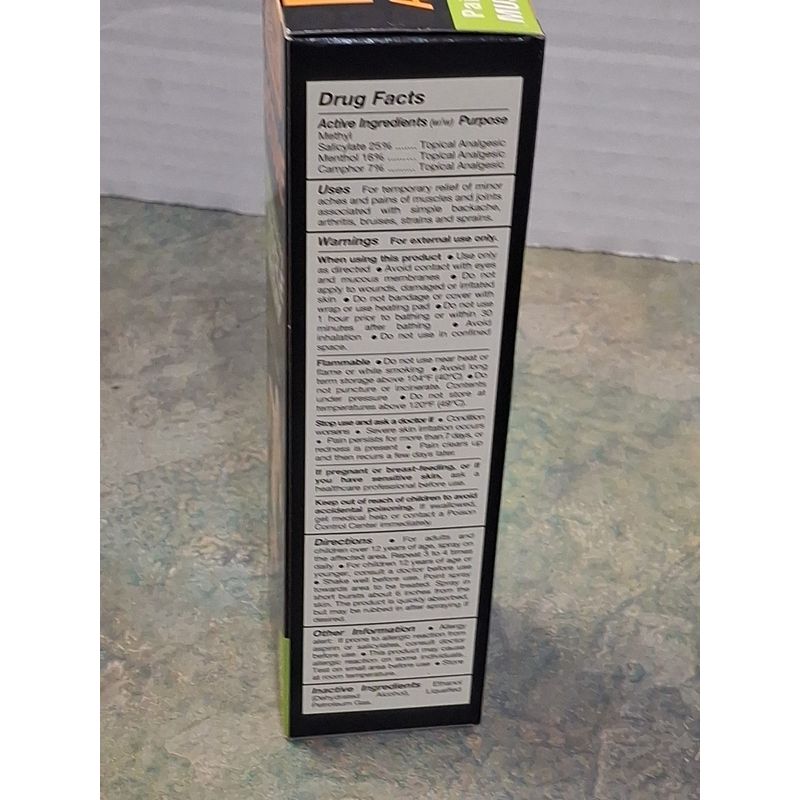 Pai
MU
Drug Facts
Active Ingredients (w/w) Purpose
Methyl
Salicylate 25% ....... Topical Analgesic
Menthol 16% ......... Topical Analgesic
Camphor 7% ......... Topical Analgesic
Uses For temporary relief of minor
aches and pains of muscles and joints
associated with simple backache,
arthritis, bruises, strains and sprains.
Warnings For external use only.
When using this product • Use only
as directed • Avoid contact with eyes
and mucous membranes • Do not
apply to wounds, damaged or irritated
skin • Do not bandage or cover with
wrap or use heating pad • Do not use
1 hour prior to bathing or within 30
minutes after bathing • Avoid
inhalation • Do not use in confined
space.
Flammable • Do not use near heat or
flame or while smoking • Avoid long
term storage above 104°F (40°C) • Do
not puncture or incinerate. Contents
under pressure • Do not store at
temperatures above 120°F (49°C).
Stop use and ask a doctor if • Condition
worsens • Severe skin irritation occurs
• Pain persists for more than 7 days, or
redness is present • Pain clears up
and then recurs a few days later.
If pregnant or breast-feeding, or if
you have sensitive skin, ask a
healthcare professional before use.
Keep out of reach of children to avoid
accidental poisoning. If swallowed,
get medical help or contact a Poison
Control Center immediately.
Directions • For adults and
children over 12 years of age, spray on
the affected area. Repeat 3 to 4 times
daily • For children 12 years of age or
younger, consult a doctor before use
• Shake well before use. Point spray
towards area to be treated. Spray in
short bursts about 6 inches from the
skin. The product is quickly absorbed,
but may be rubbed in after spraying if
desired.
Other Information • Allergy
alert: If prone to allergic reaction from
aspirin or salicylates, consult doctor
before use • This product may cause
allergic reaction on some individuals.
Test on small area before use • Store
at room temperature.
Inactive Ingredients Ethanol
(Dehydrated Alcohol), Liquefied
Petroleum Gas.